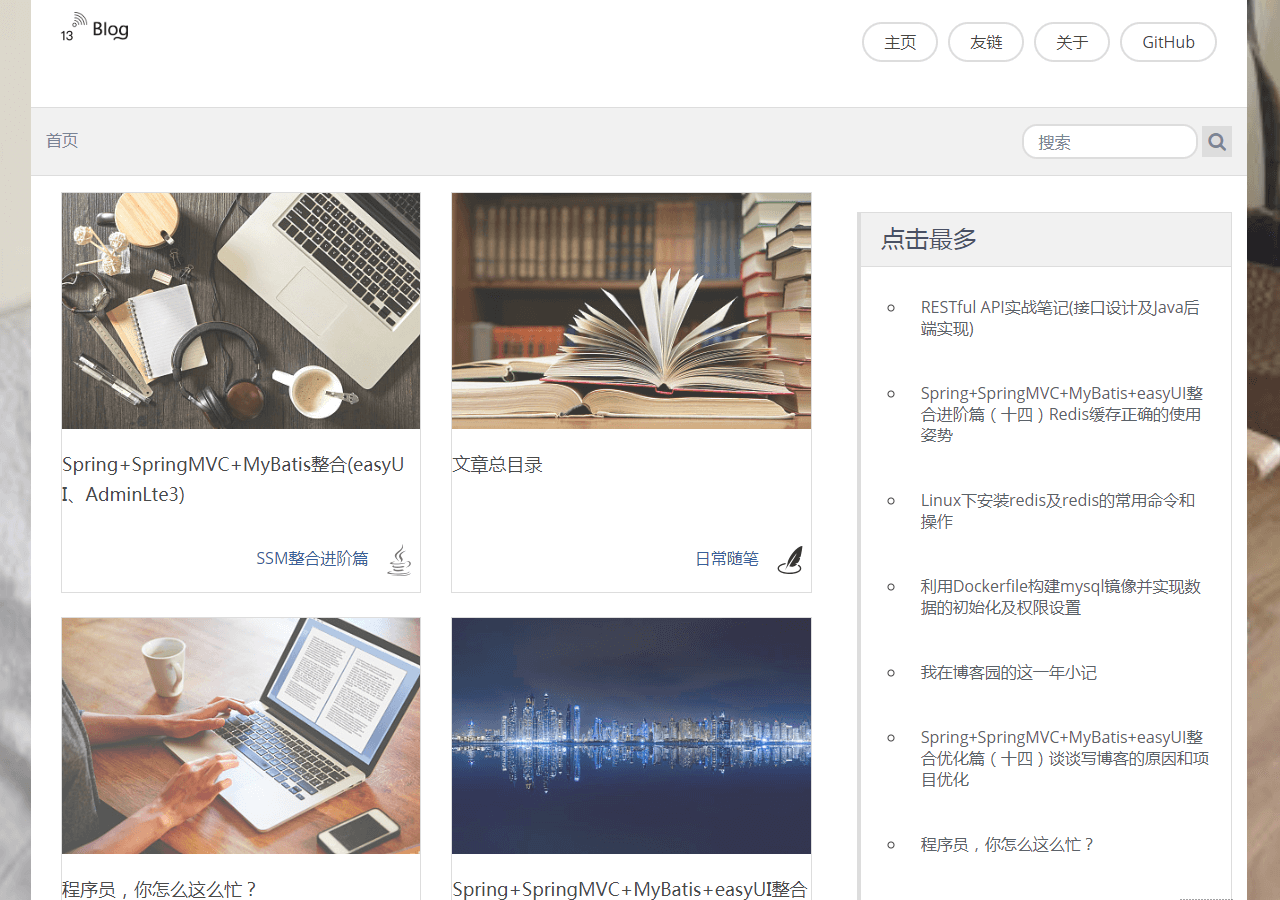 13 Blog
主页 友链 关于 GitHub
首页
搜索
Spring+SpringMVC+MyBatis整合(easyU
I、AdminLte3)
SSM整合进阶篇
文章总目录
日常随笔
程序员，你怎么这么忙？
Spring+SpringMVC+MyBatis+easyUI整合
点击最多
RESTful API实战笔记(接口设计及Java后
端实现)
Spring+SpringMVC+MyBatis+easyUI整
合进阶篇（十四）Redis缓存正确的使用
姿势
Linux下安装redis及redis的常用命令和
操作
利用Dockerfile构建mysql镜像并实现数
据的初始化及权限设置
我在博客园的这一年小记
Spring+SpringMVC+MyBatis+easyUI整
合优化篇（十四）谈谈写博客的原因和项
目优化
程序员，你怎么这么忙？